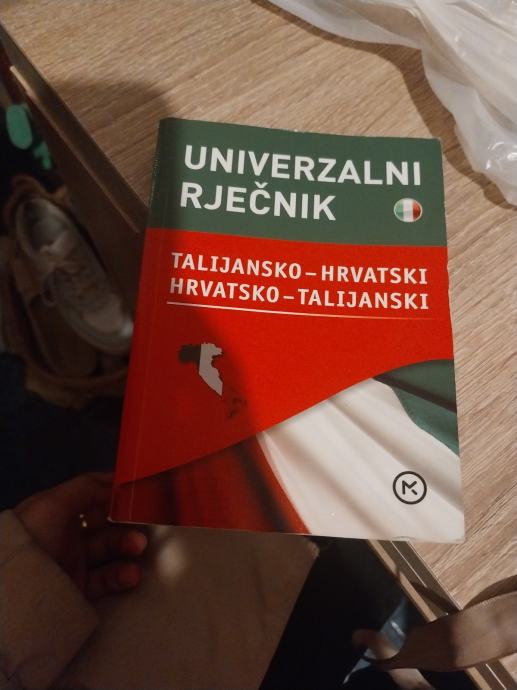 UNIVERZALNI
RJEČNIK
TALIJANSKO – HRVATSKI
HRVATSKO – TALIJANSKI